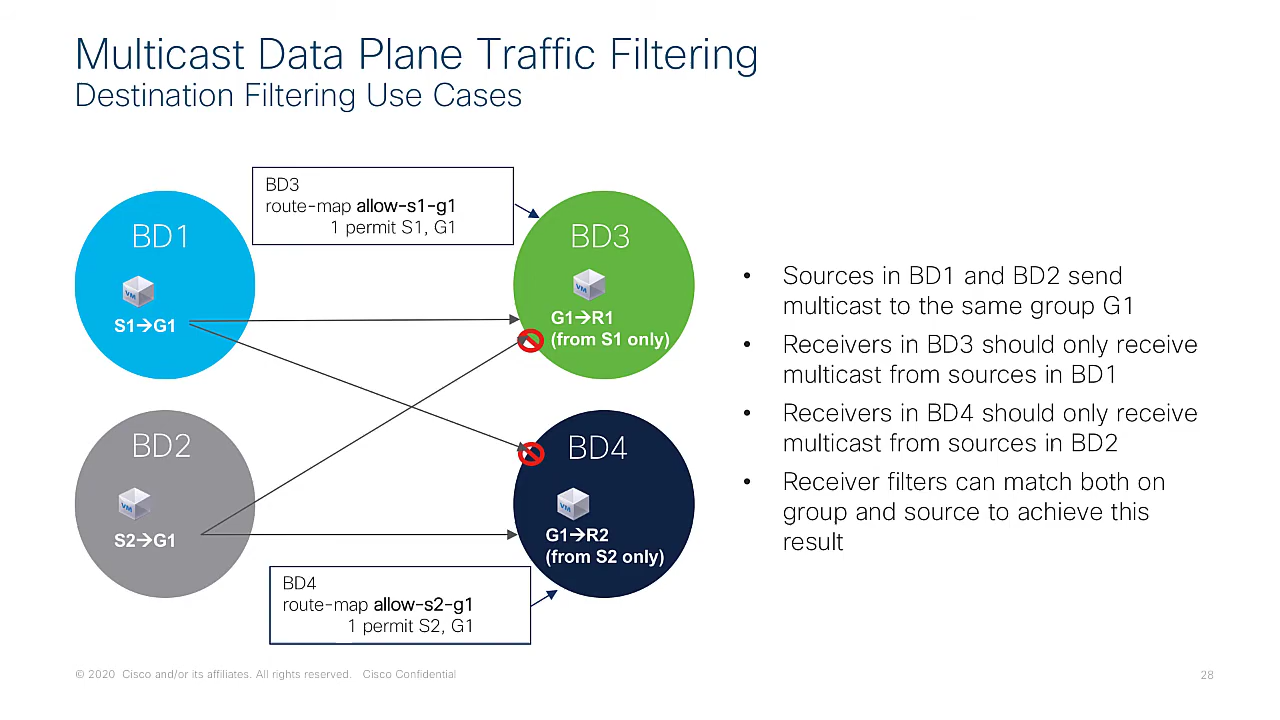 Multicast Data Plane Traffic Filtering
Destination Filtering Use Cases
BD3
route-map allow-s1-g1
1 permit S1, G1
BD1
VM
S1→G1
BD3
VM
G1→R1
(from S1 only)
BD2
VM
S2→G1
BD4
VM
G1→R2
(from S2 only)
BD4
route-map allow-s2-g1
1 permit S2, G1
• Sources in BD1 and BD2 send
multicast to the same group G1
• Receivers in BD3 should only receive
multicast from sources in BD1
• Receivers in BD4 should only receive
multicast from sources in BD2
• Receiver filters can match both on
group and source to achieve this
result
© 2020 Cisco and/or its affiliates. All rights reserved. Cisco Confidential
28